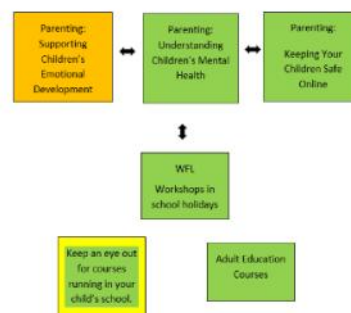 Parenting:
Supporting
Children's
Emotional
Development
Parenting:
Understanding
Children's Mental
Health
Parenting:
Keeping Your
Children Safe
Online
WFL
Workshops in
school holidays
Keep an eye out
for courses
running in your
child's school.
Adult Education
Courses